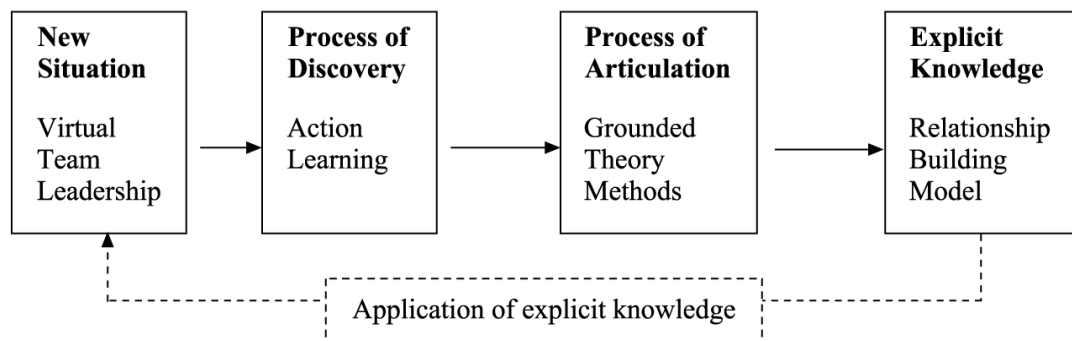 New
Situation
Virtual
Team
Leadership
Process of
Discovery
Action
Learning
Process of
Articulation
Grounded
Theory
Methods
Explicit
Knowledge
Relationship
Building
Model
Application of explicit knowledge